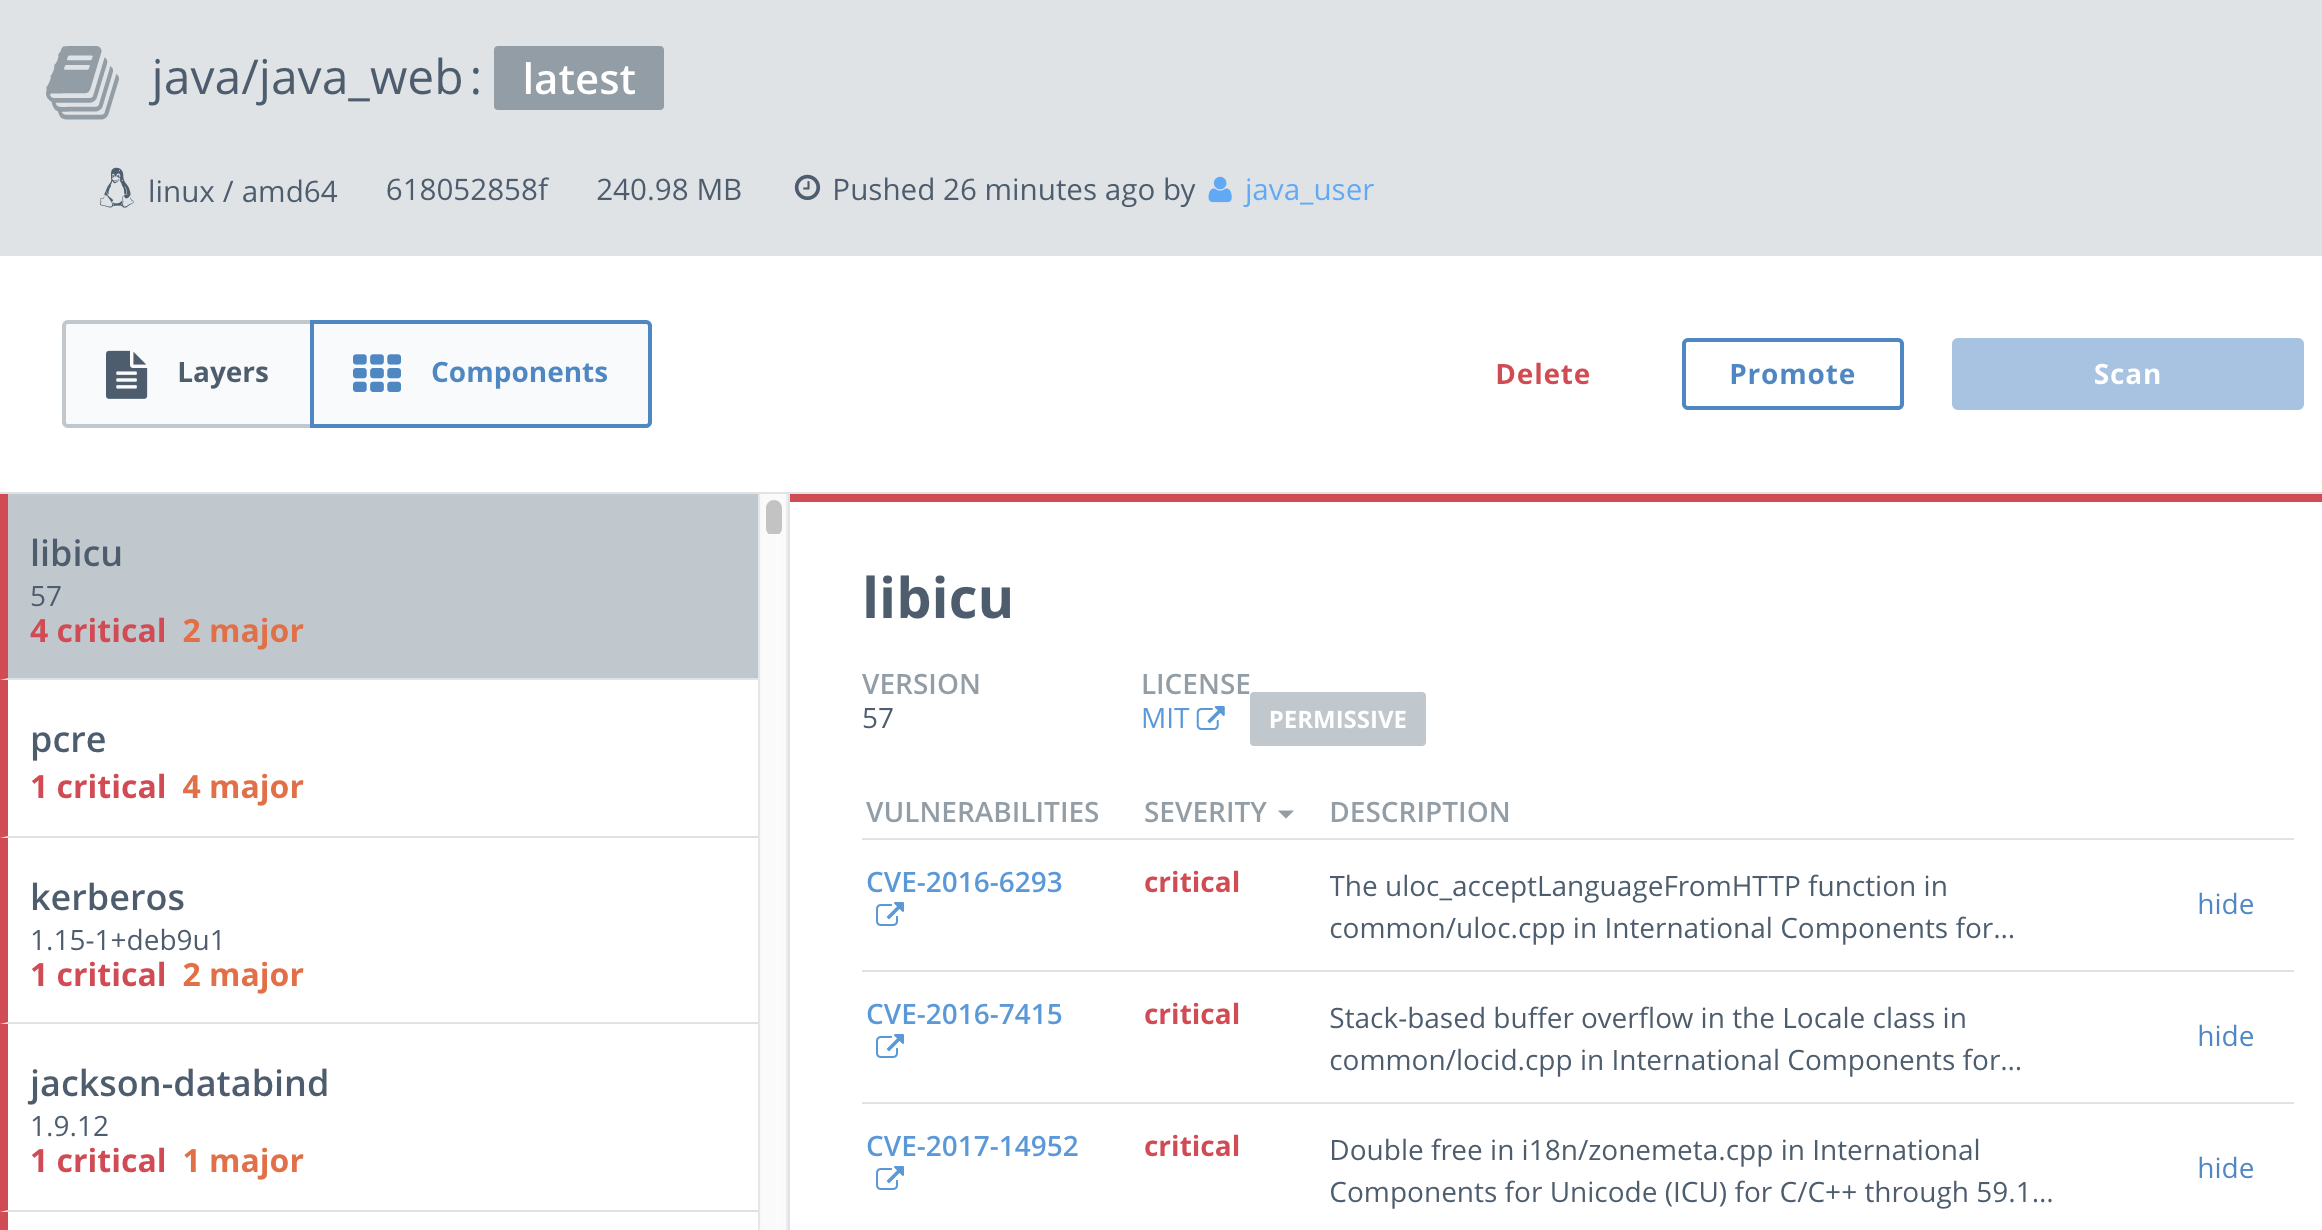 java/java_web: latest
linux / amd64 618052858f 240.98 MB Pushed 26 minutes ago by java_user
Layers Components Delete Promote Scan
libicu
57
4 critical 2 major
pcre
1 critical 4 major
kerberos
1.15-1+deb9u1
1 critical 2 major
jackson-databind
1.9.12
1 critical 1 major
libicu
VERSION LICENSE
57 MIT PERMISSIVE
VULNERABILITIES SEVERITY DESCRIPTION
CVE-2016-6293 critical The uloc_acceptLanguageFromHTTP function in
common/uloc.cpp in International Components for... hide
CVE-2016-7415 critical Stack-based buffer overflow in the Locale class in
common/locid.cpp in International Components for... hide
CVE-2017-14952 critical Double free in i18n/zonemeta.cpp in International
Components for Unicode (ICU) for C/C++ through 59.1... hide